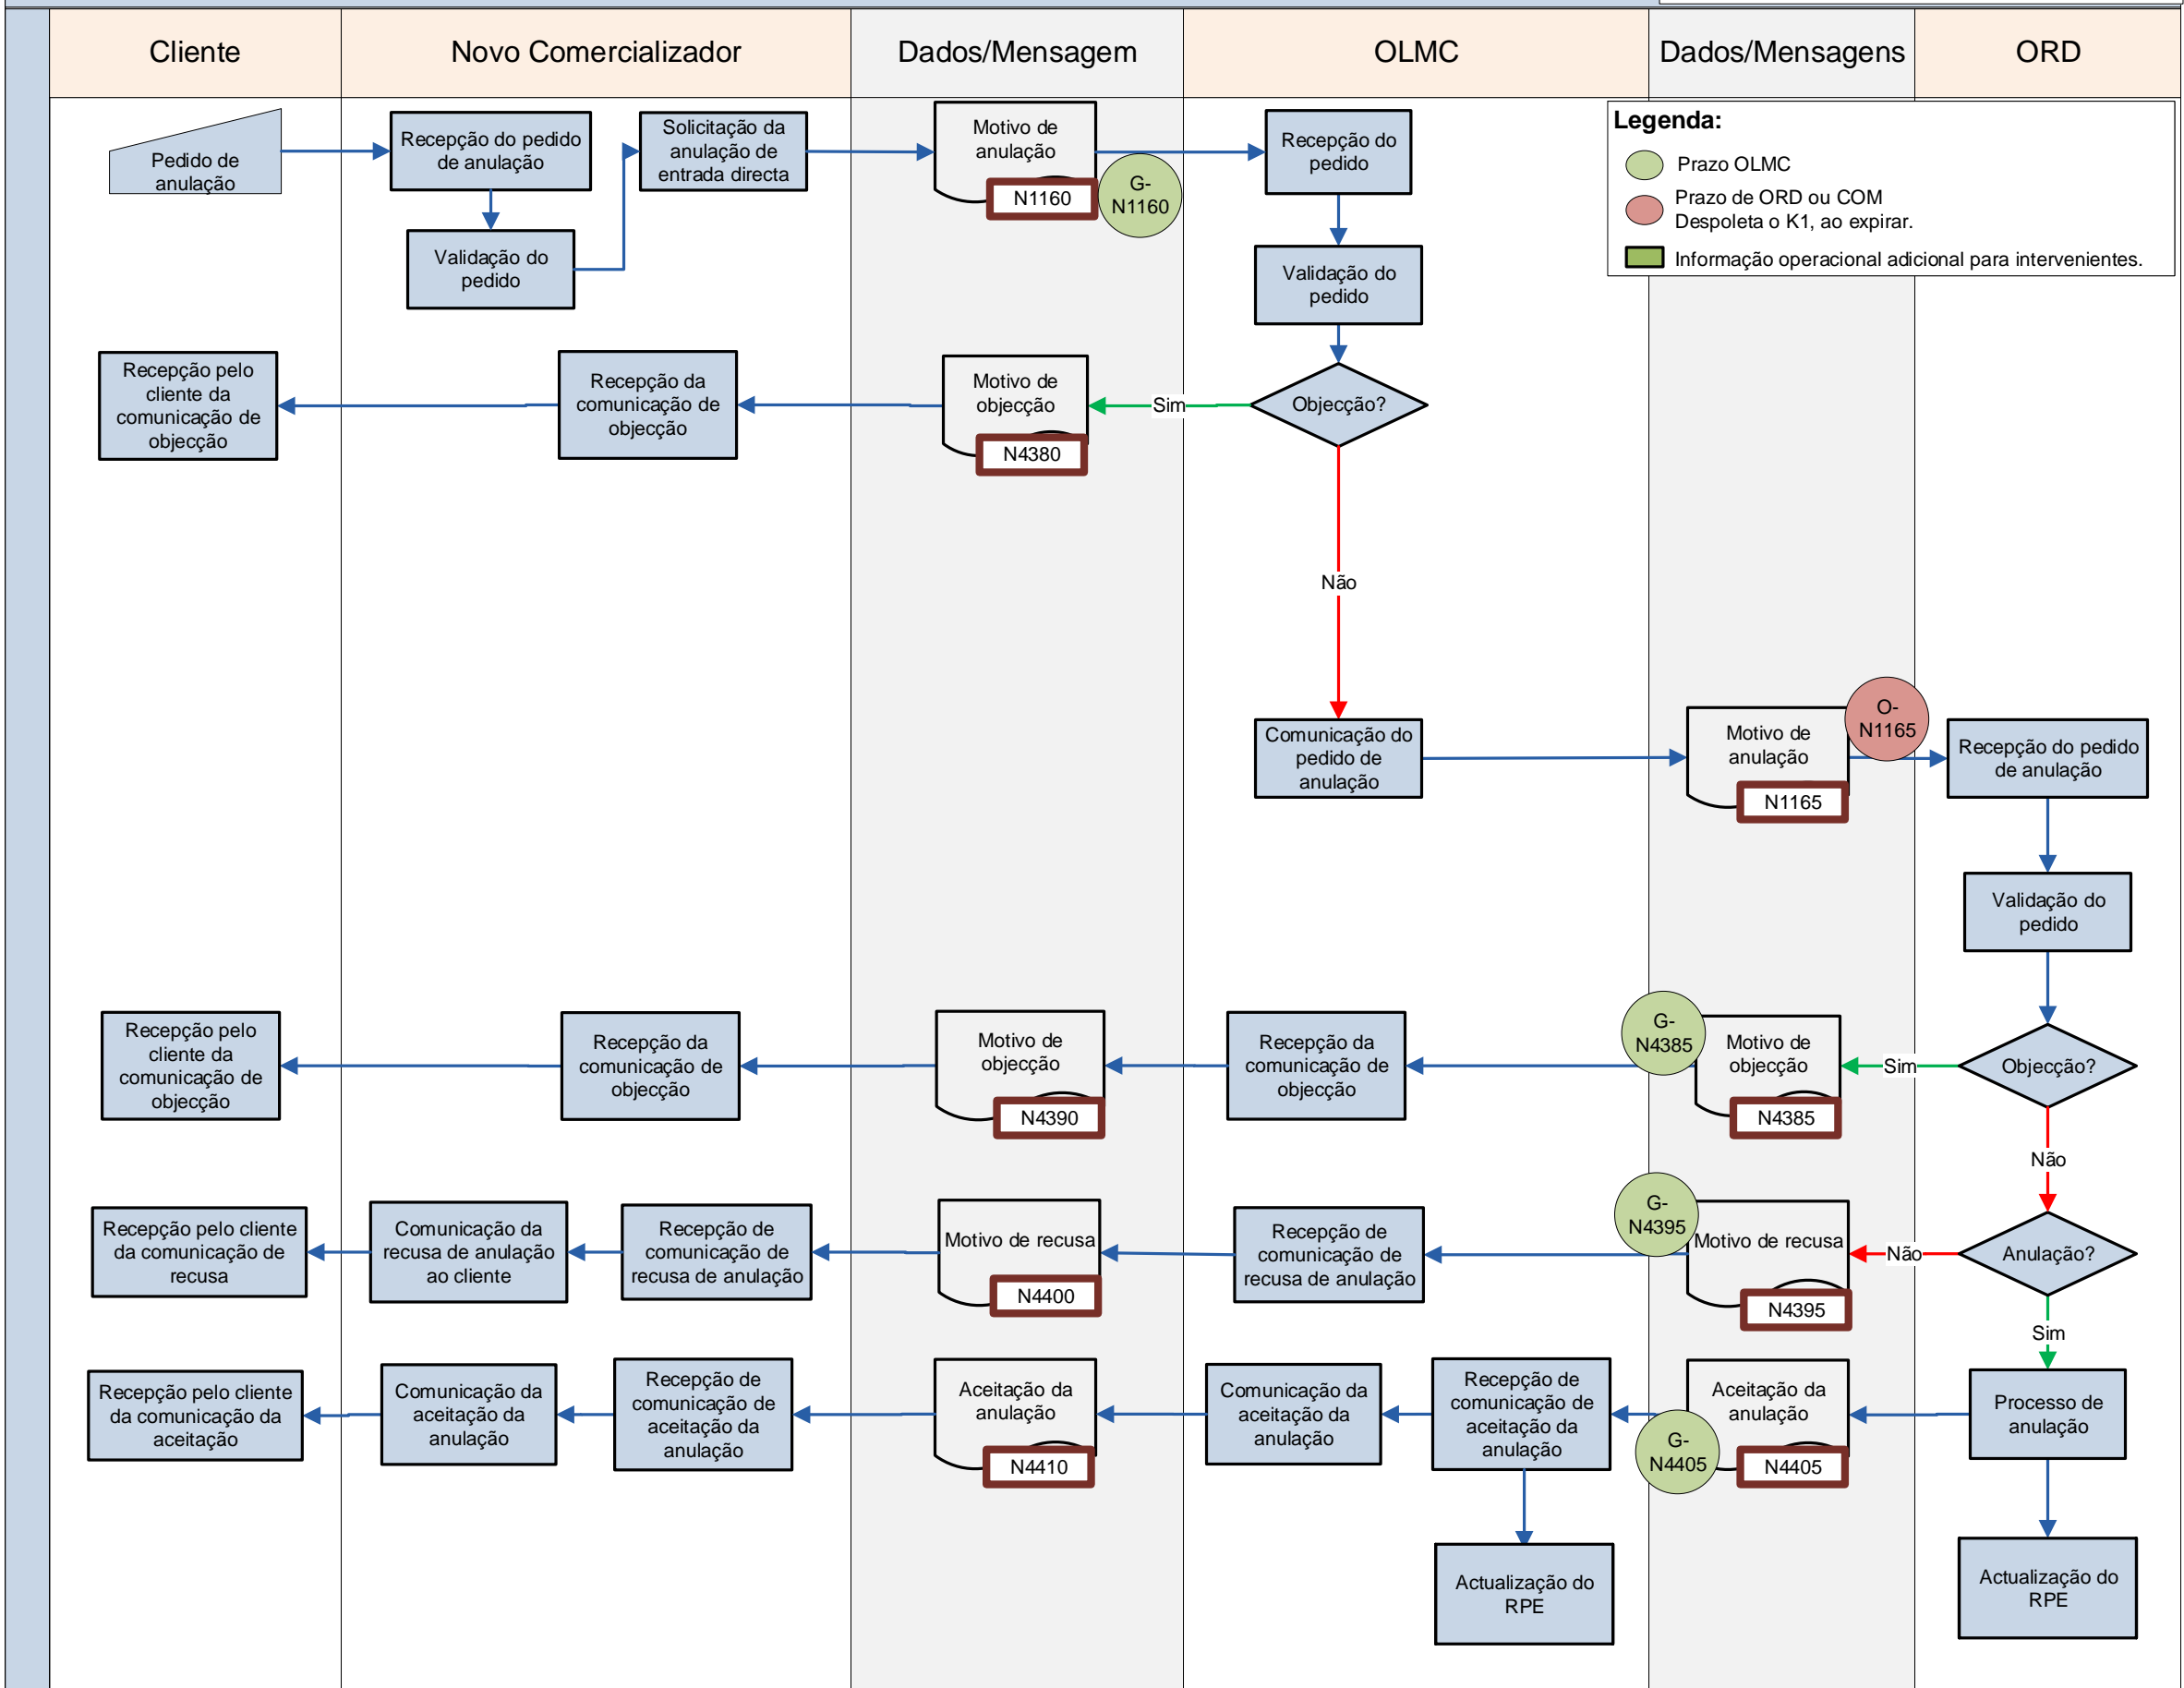 Cliente
Novo Comercializador
Dados/Mensagem
OLMC
Dados/Mensagens
ORD
Legenda:
Prazo OLMC
Prazo de ORD ou COM
Despoleta o K1, ao expirar.
Informação operacional adicional para intervenientes.
Pedido de
anulação
Recepção do pedido
de anulação
Validação do
pedido
Solicitação da
anulação de
entrada directa
Motivo de
anulação
N1160
G-
N1160
Recepção do
pedido
Validação do
pedido
Objecção?
Sim
Motivo de
objecção
N4380
Recepção da
comunicação de
objecção
Recepção pelo
cliente da
comunicação de
objecção
Não
Comunicação do
pedido de
anulação
Motivo de
anulação
N1165
O-
N1165
Recepção do pedido
de anulação
Validação do
pedido
Objecção?
Sim
Motivo de
objecção
N4385
G-
N4385
Recepção da
comunicação de
objecção
Motivo de
objecção
N4390
Recepção da
comunicação de
objecção
Recepção pelo
cliente da
comunicação de
objecção
Não
Anulação?
Não
Motivo de recusa
N4395
G-
N4395
Recepção de
comunicação de
recusa de anulação
Motivo de recusa
N4400
Recepção de
comunicação de
recusa de anulação
Comunicação da
recusa de anulação
ao cliente
Recepção pelo cliente
da comunicação de
recusa
Sim
Processo de
anulação
Aceitação da
anulação
N4405
G-
N4405
Recepção de
comunicação de
aceitação da
anulação
Comunicação da
aceitação da
anulação
Aceitação da
anulação
N4410
Recepção de
comunicação de
aceitação da
anulação
Comunicação da
aceitação da
anulação
Recepção pelo cliente
da comunicação da
aceitação
Actualização do
RPE
Actualização do
RPE